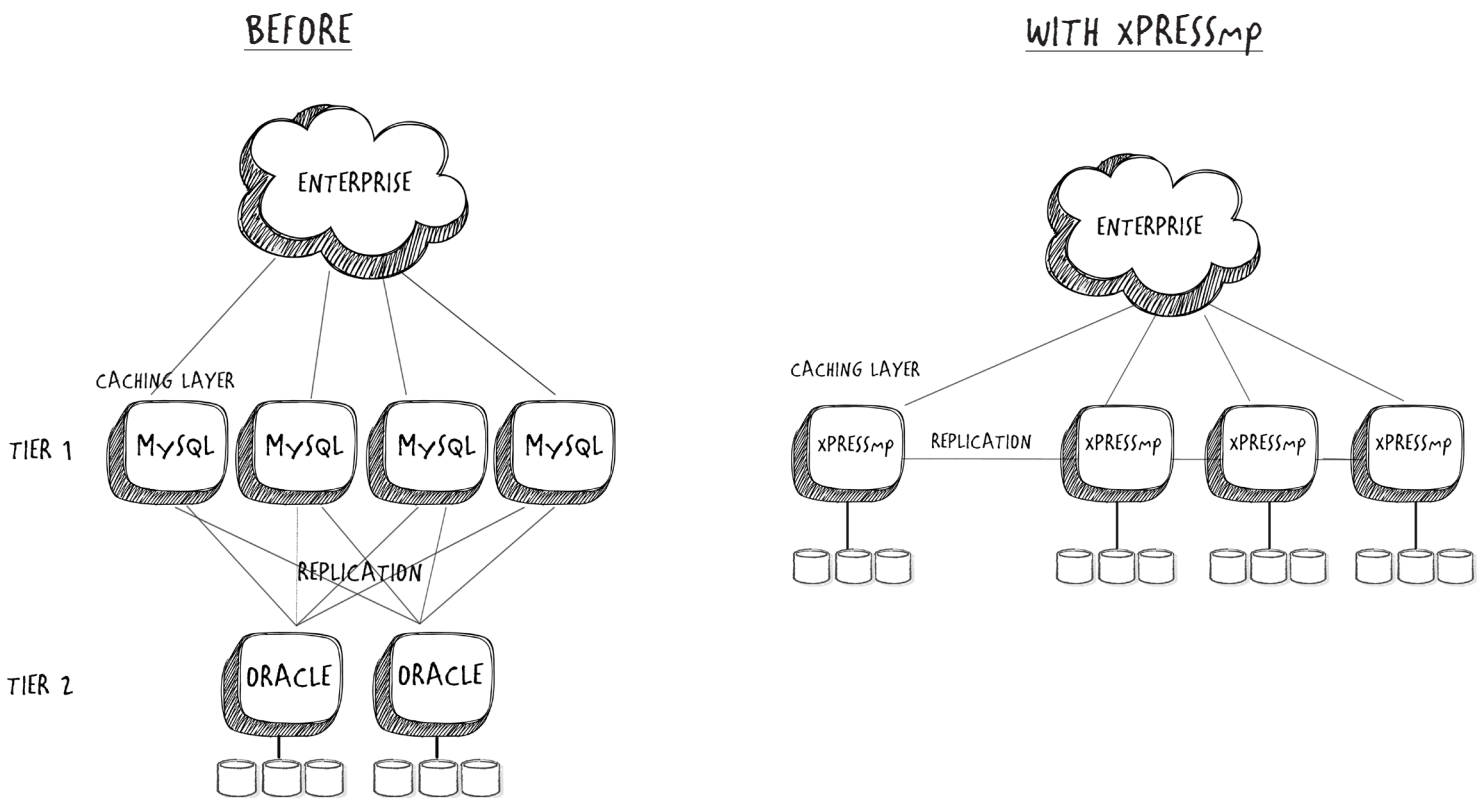 BEFORE
ENTERPRISE
CACHING LAYER
TIER 1
MySQL
MySQL
MySQL
MySQL
REPLICATION
TIER 2
ORACLE
ORACLE
WITH xPRESSmp
ENTERPRISE
CACHING LAYER
xPRESSmp
REPLICATION
xPRESSmp
xPRESSmp
xPRESSmp